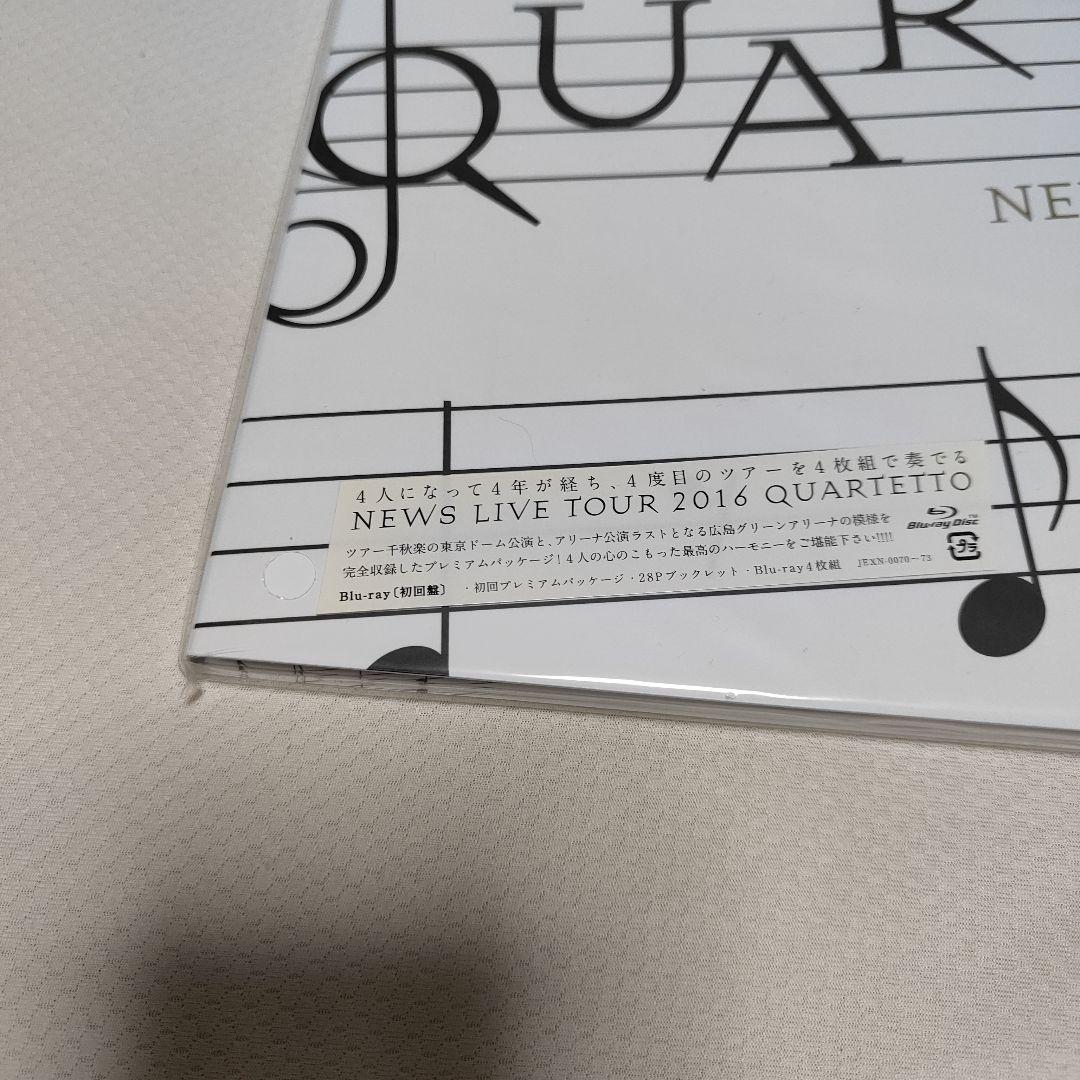 QUAR
NE
4人になって4年が経ち、4度目のツアーを4枚組で奏でる
NEWS LIVE TOUR 2016 QUARTETTO
ツアー千秋楽の東京ドーム公演と、アリーナ公演ラストとなる広島グリーンアリーナの模様を
完全収録したプレミアムパッケージ!4人の心のこもった最高のハーモニーをご堪能下さい!!!!
Blu-ray〔初回盤〕 ・初回プレミアムパッケージ・28Pブックレット・Blu-ray4枚組 JEXN-0070~73
Blu-ray Disc™
プラ